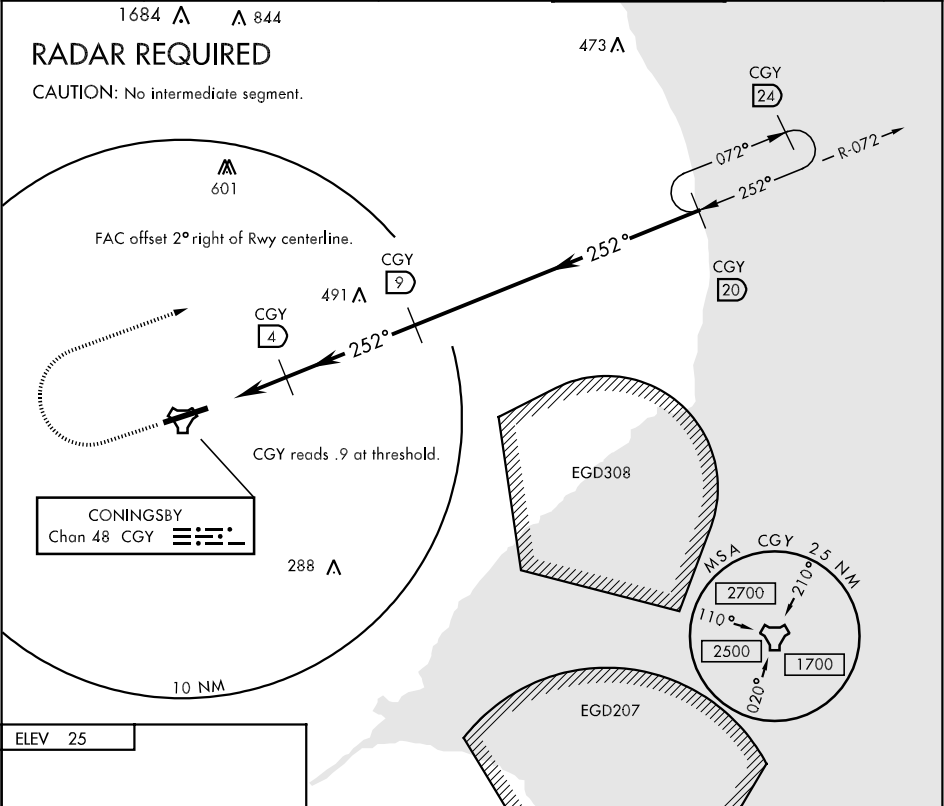 1684
844
473
RADAR REQUIRED
CAUTION: No intermediate segment.
CGY
24
072°
R-072
252°
601
FAC offset 2° right of Rwy centerline.
252°
CGY
9
CGY
20
491
CGY
4
252°
CGY reads .9 at threshold.
EGD308
CONINGSBY
Chan 48 CGY
288
MSA CGY 25 NM
2700
210°
110°
2500
1700
020°
10 NM
EGD207
ELEV 25